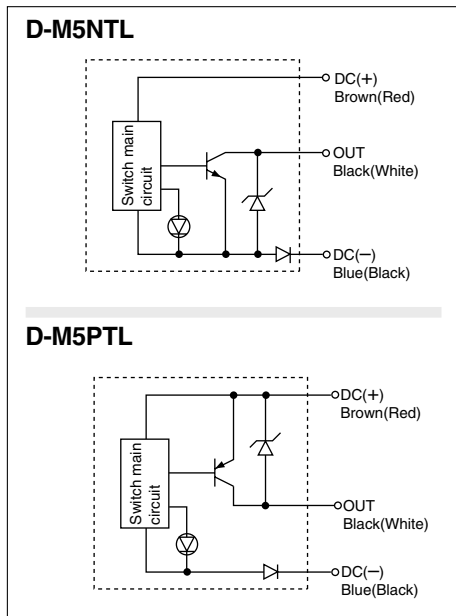 D-M5NTL
DC(+)
Brown(Red)
Switch main
circuit
OUT
Black(White)
DC(−)
Blue(Black)
D-M5PTL
DC(+)
Brown(Red)
Switch main
circuit
OUT
Black(White)
DC(−)
Blue(Black)